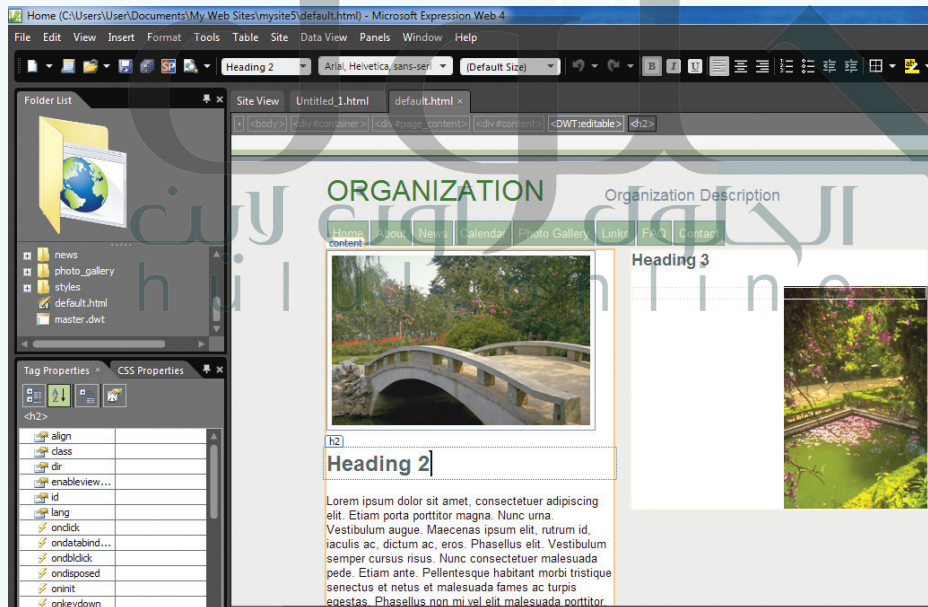 Home (C:\Users\User\Documents\My Web Sites\mysite5\default.html) - Microsoft Expression Web 4
File Edit View Insert Format Tools Table Site Data View Panels Window Help
Heading 2 Arial, Helvetica, sans-seri (Default Size) B I U
Folder List
Site View Untitled_1.html default.html ×
<body> <div#container> <div#page_content> <div#content> <DWT:editable> <h2>
ORGANIZATION Organization Description
Home About News Calendar Photo Gallery Links FAQ Contact
content
Heading 3
news
photo_gallery
styles
default.html
master.dwt
Tag Properties × CSS Properties
<h2>
align
class
dir
enableview...
id
lang
onclick
ondatabind...
ondblclick
ondisposed
oninit
onkeydown
h2
Heading 2
Lorem ipsum dolor sit amet, consectetuer adipiscing
elit. Etiam porta porttitor magna. Nunc urna.
Vestibulum augue. Maecenas ipsum elit, rutrum id,
iaculis ac, dictum ac, eros. Phasellus elit. Vestibulum
semper cursus risus. Nunc consectetuer malesuada
pede. Etiam ante. Pellentesque habitant morbi tristique
senectus et netus et malesuada fames ac turpis
egestas. Phasellus non mi vel elit malesuada porttitor.
حلول
الحلول اون لاين
hulul.online